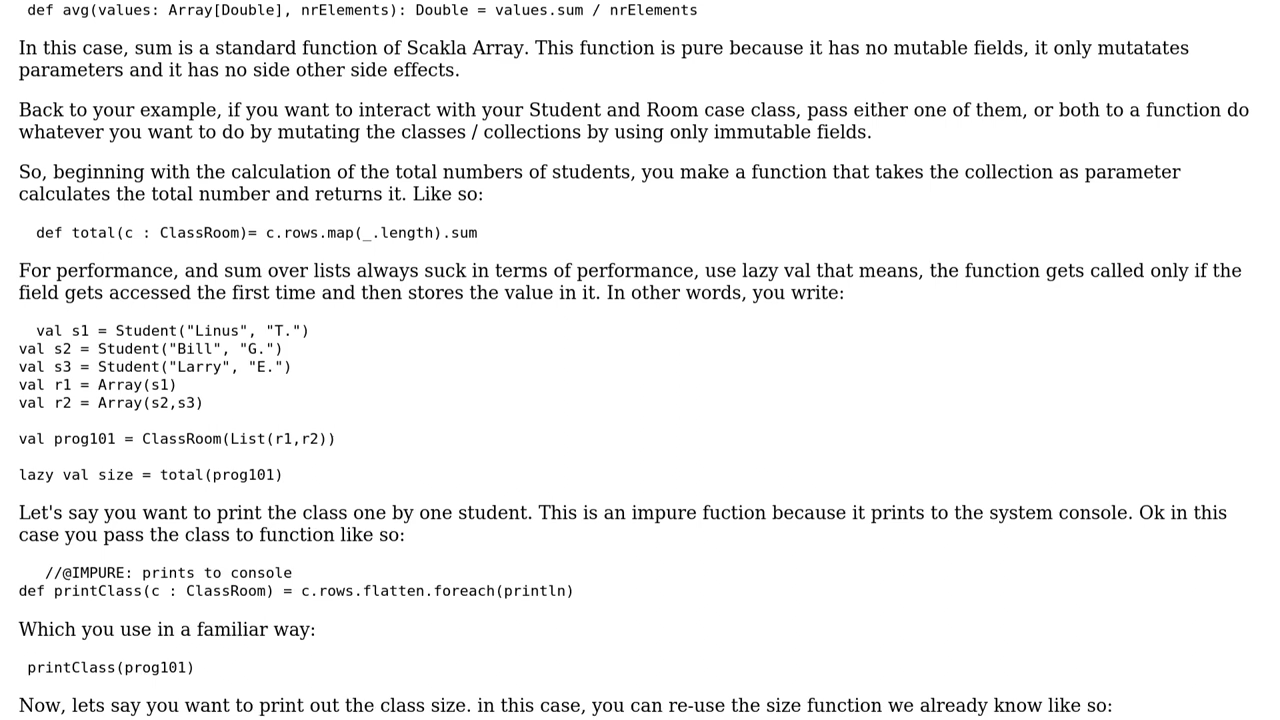 def avg(values: Array[Double], nrElements): Double = values.sum / nrElements
In this case, sum is a standard function of Scakla Array. This function is pure because it has no mutable fields, it only mutatates
parameters and it has no side other side effects.
Back to your example, if you want to interact with your Student and Room case class, pass either one of them, or both to a function do
whatever you want to do by mutating the classes / collections by using only immutable fields.
So, beginning with the calculation of the total numbers of students, you make a function that takes the collection as parameter
calculates the total number and returns it. Like so:
def total(c : ClassRoom)= c.rows.map(_.length).sum
For performance, and sum over lists always suck in terms of performance, use lazy val that means, the function gets called only if the
field gets accessed the first time and then stores the value in it. In other words, you write:
val s1 = Student("Linus", "T.")
val s2 = Student("Bill", "G.")
val s3 = Student("Larry", "E.")
val r1 = Array(s1)
val r2 = Array(s2,s3)
val prog101 = ClassRoom(List(r1,r2))
lazy val size = total(prog101)
Let's say you want to print the class one by one student. This is an impure fuction because it prints to the system console. Ok in this
case you pass the class to function like so:
//@IMPURE: prints to console
def printClass(c : ClassRoom) = c.rows.flatten.foreach(println)
Which you use in a familiar way:
printClass(prog101)
Now, lets say you want to print out the class size. in this case, you can re-use the size function we already know like so: